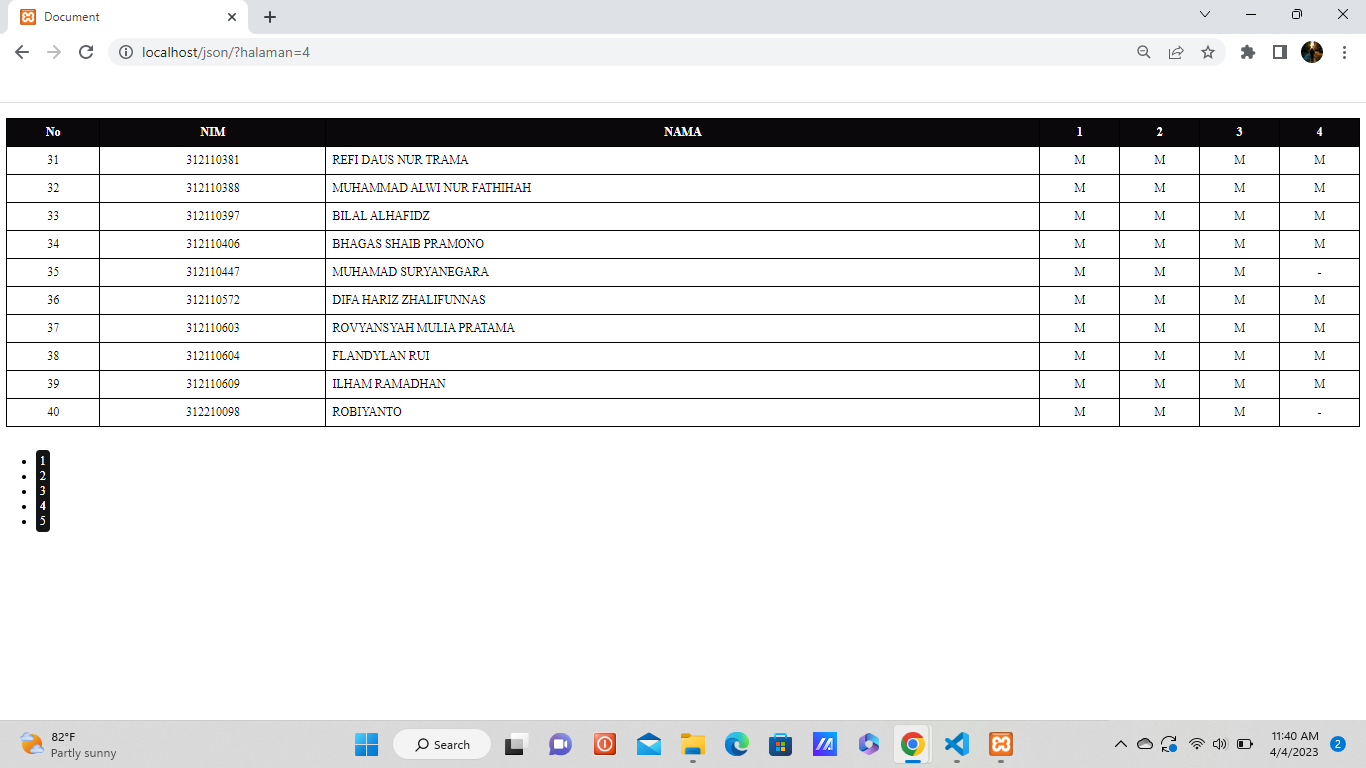 Document
localhost/json/?halaman=4
No NIM NAMA 1 2 3 4
31 312110381 REFI DAUS NUR TRAMA M M M M
32 312110388 MUHAMMAD ALWI NUR FATHIHAH M M M M
33 312110397 BILAL ALHAFIDZ M M M M
34 312110406 BHAGAS SHAIB PRAMONO M M M M
35 312110447 MUHAMAD SURYANEGARA M M M -
36 312110572 DIFA HARIZ ZHALIFUNNAS M M M M
37 312110603 ROVYANSYAH MULIA PRATAMA M M M M
38 312110604 FLANDYLAN RUI M M M M
39 312110609 ILHAM RAMADHAN M M M M
40 312210098 ROBIYANTO M M M -
1
2
3
4
5
82°F
Partly sunny
Search
11:40 AM
4/4/2023
2